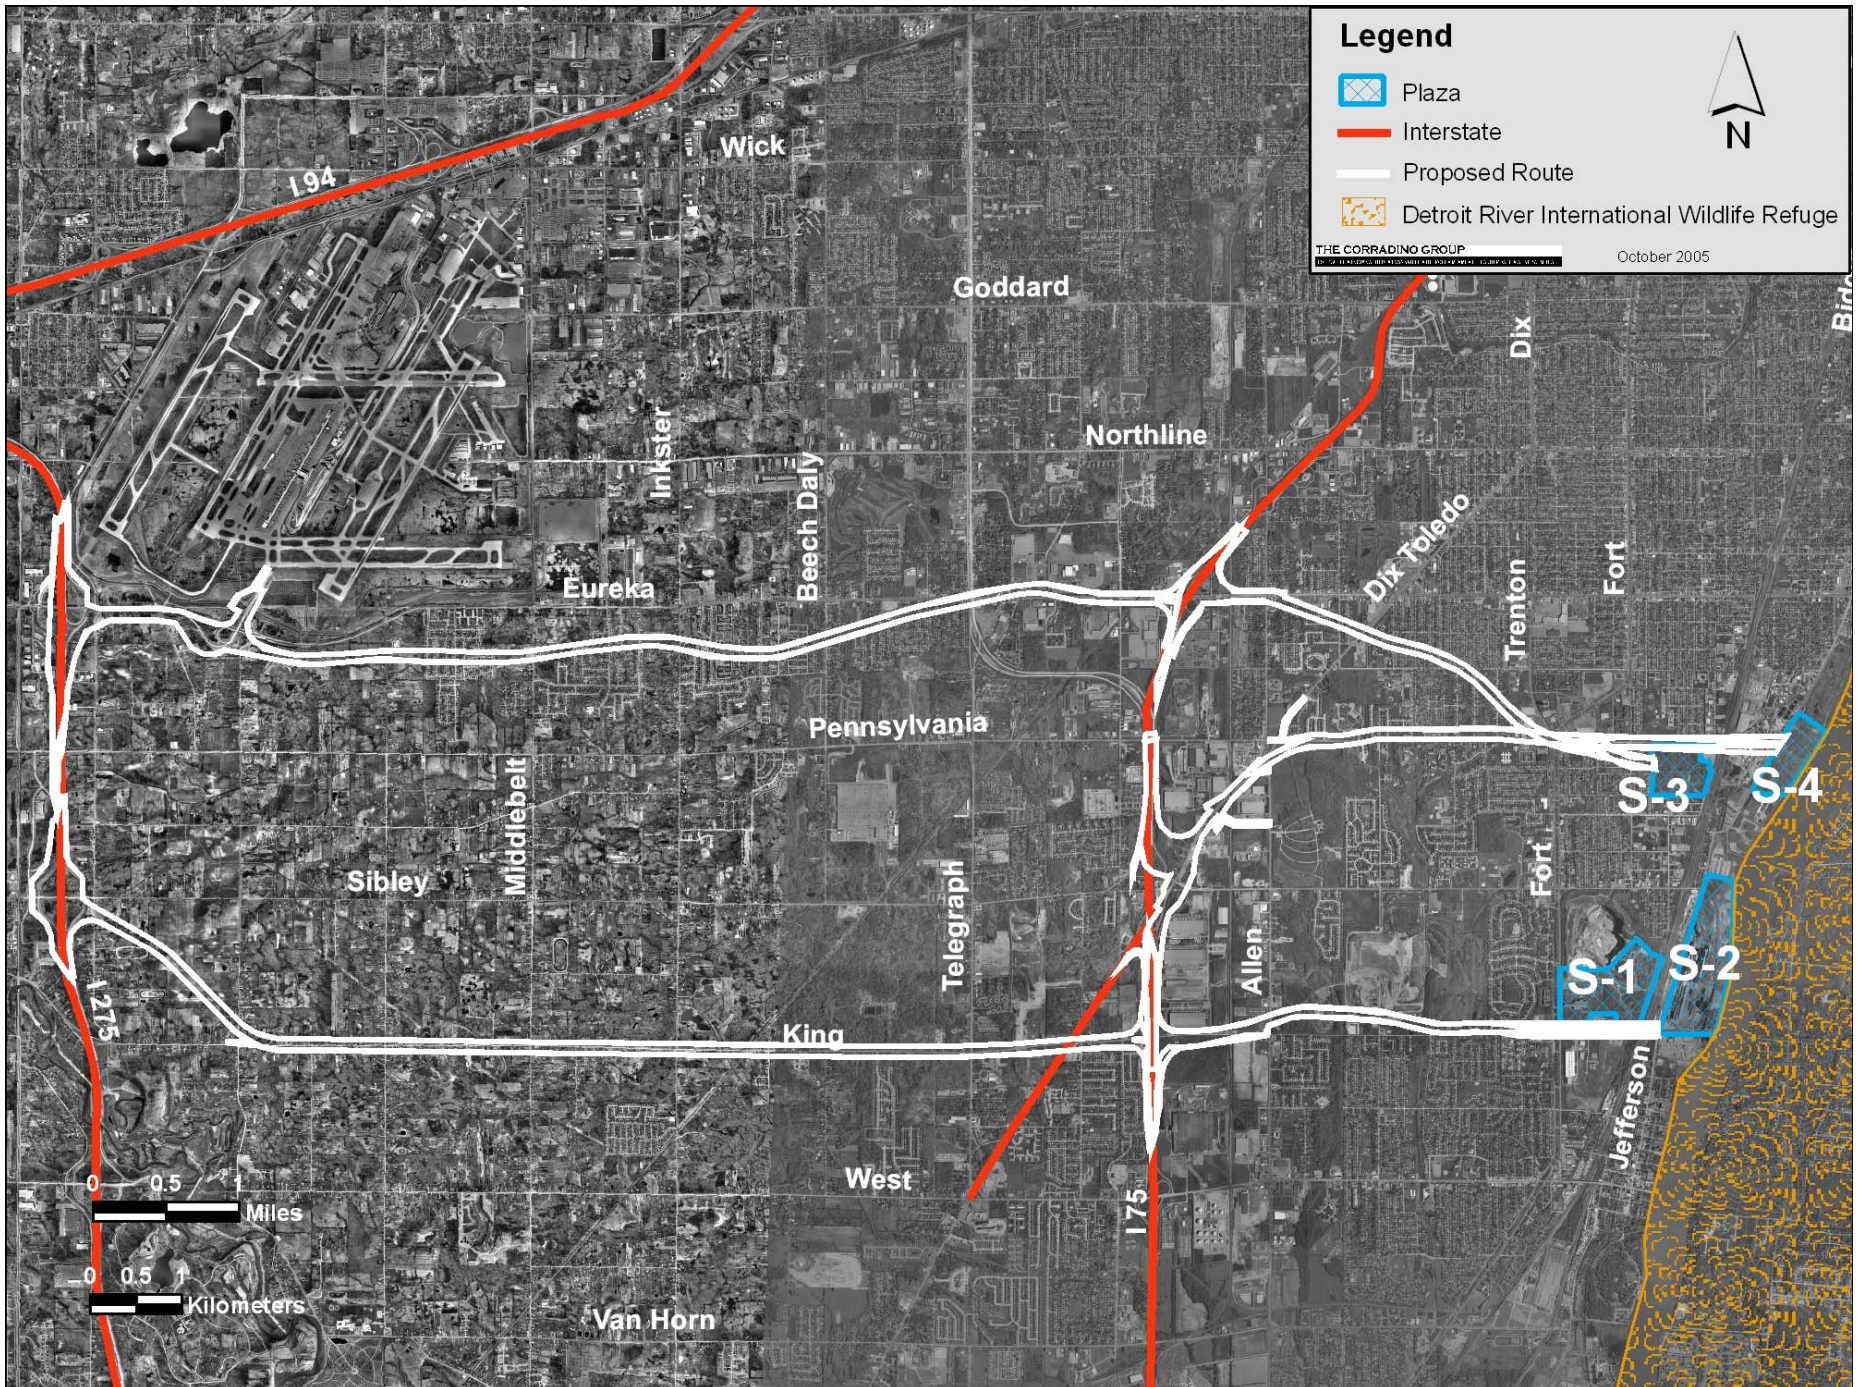 Legend
Plaza
Interstate
Proposed Route
Detroit River International Wildlife Refuge
N
THE CORRADINO GROUP
October 2005
Wick
I 94
Goddard
Dix
Northline
Inkster
Beech Daly
Eureka
Dix Toledo
Trenton
Fort
Pennsylvania
Middlebelt
S-3
S-4
Sibley
Telegraph
Fort
Allen
S-1
S-2
I 275
King
Jefferson
West
I 75
0 0.5 1
Miles
0 0.5 1
Kilometers
Van Horn